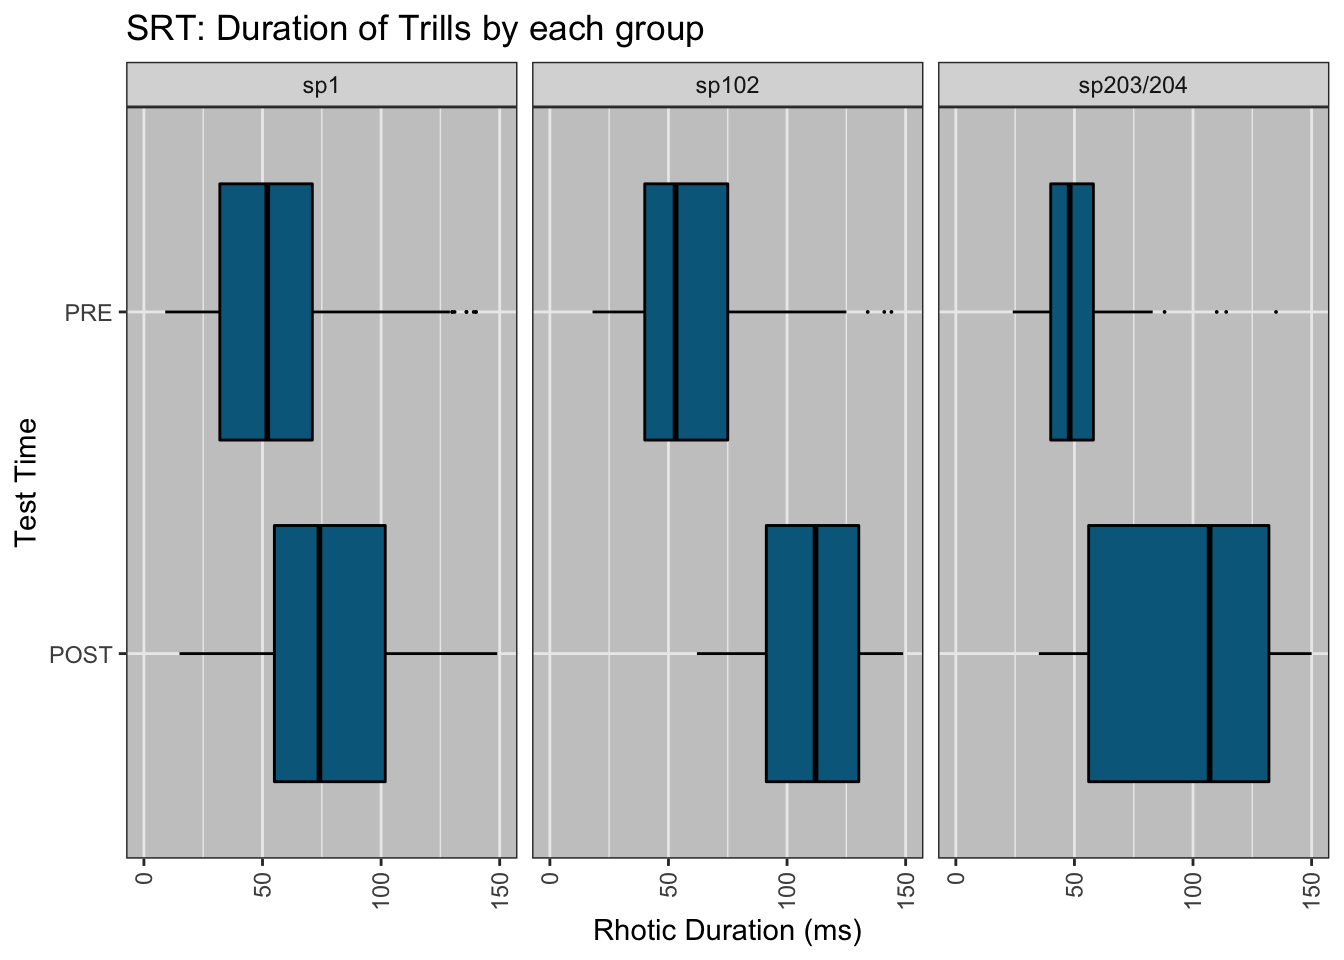 SRT: Duration of Trills by each group
sp1
sp102
sp203/204
Test Time
PRE
POST
0 50 100 150
0 50 100 150
0 50 100 150
Rhotic Duration (ms)